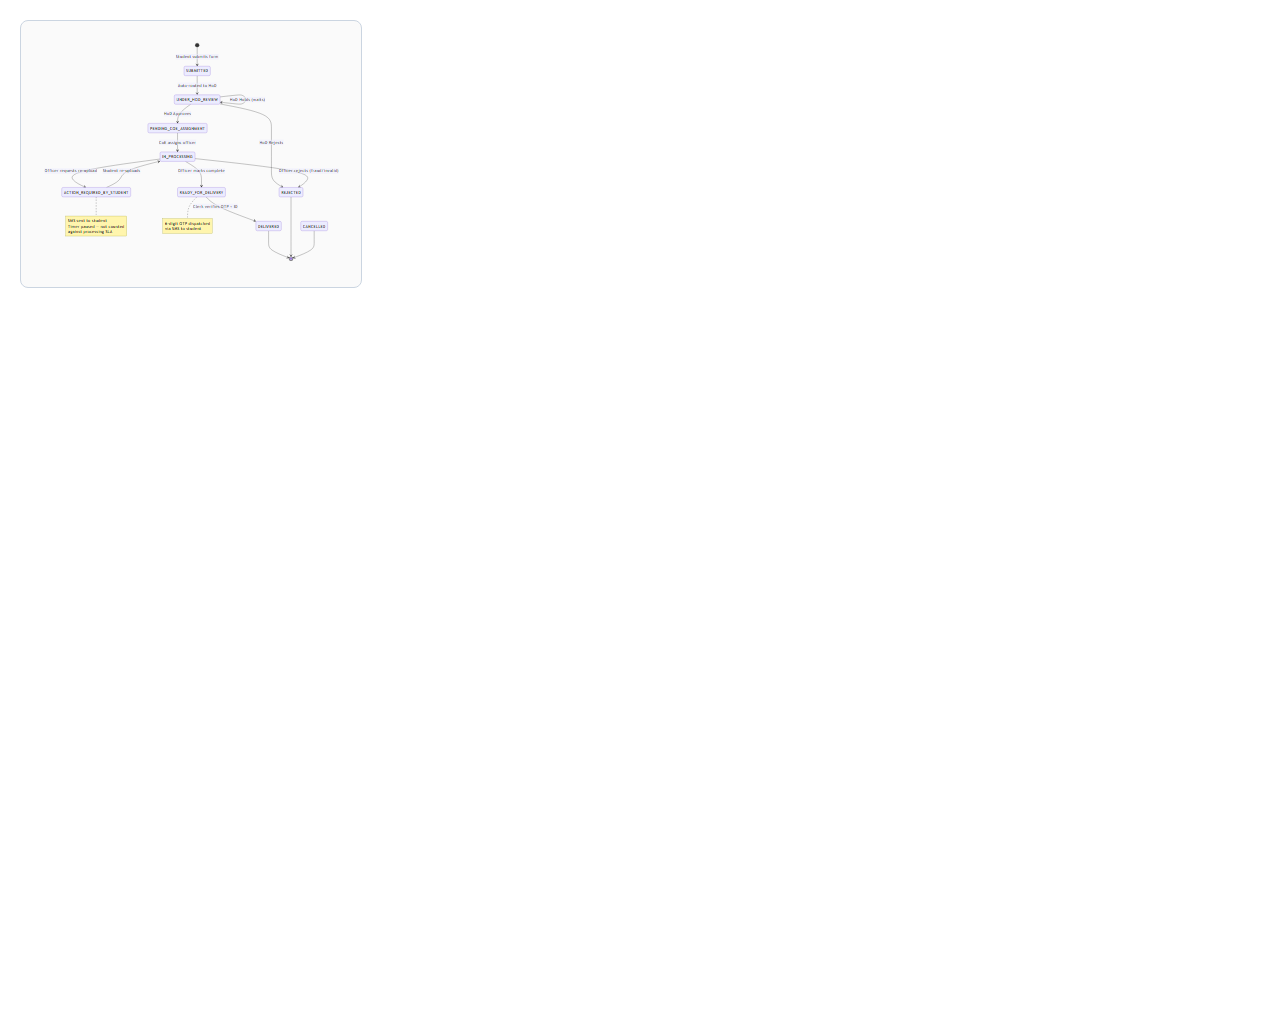 Student submits form
SUBMITTED
Auto-routed to HoD
UNDER_HOD_REVIEW
HoD Holds (waits)
HoD Approves
PENDING_COE_ASSIGNMENT
HoD Rejects
CoE assigns officer
IN_PROCESSING
Officer requests re-upload
Student re-uploads
Officer marks complete
Officer rejects (fraud/invalid)
ACTION_REQUIRED_BY_STUDENT
READY_FOR_DELIVERY
REJECTED
Clerk verifies OTP + ID
SMS sent to student
Timer paused - not counted
against processing SLA
6-digit OTP dispatched
via SMS to student
DELIVERED
CANCELLED